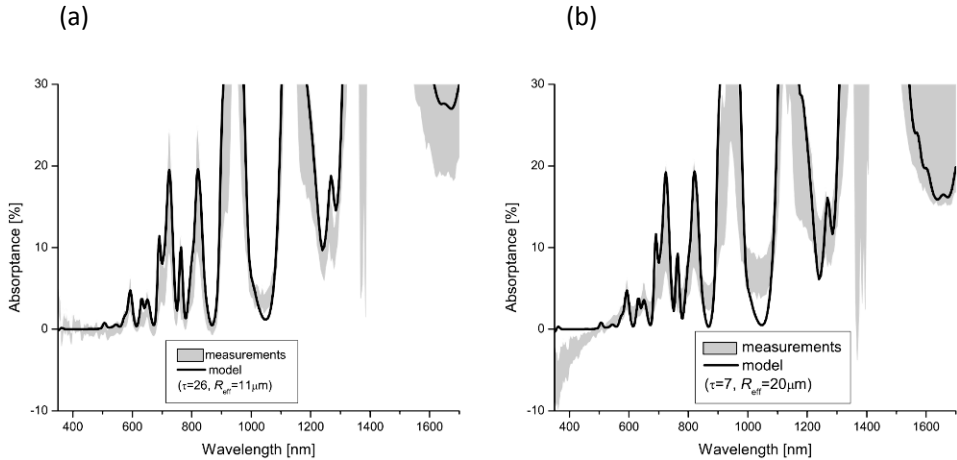 (a)
(b)
30
20
10
0
-10
Absorptance [%]
400 600 800 1000 1200 1400 1600
Wavelength [nm]
measurements
model
(τ=26, Reff=11μm)
30
20
10
0
-10
Absorptance [%]
400 600 800 1000 1200 1400 1600
Wavelength [nm]
measurements
model
(τ=7, Reff=20μm)